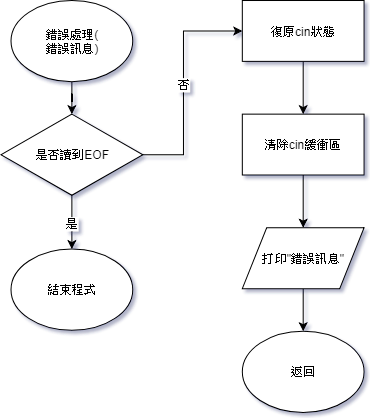 錯誤處理(
錯誤訊息)
是否讀到EOF
是
結束程式
否
復原cin狀態
清除cin緩衝區
打印"錯誤訊息"
返回